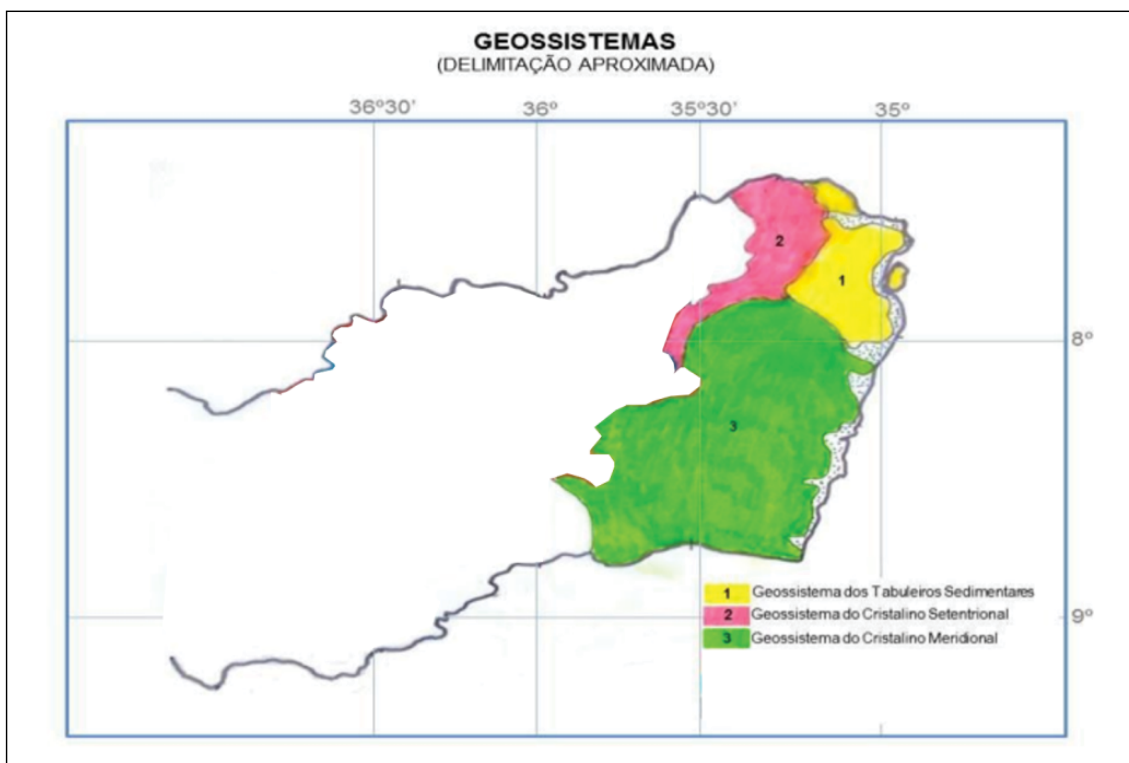 GEOSSISTEMAS
(DELIMITAÇÃO APROXIMADA)
36º30' 36º 35º30' 35º
2
1
8º
3
1 Geossistema dos Tabuleiros Sedimentares
2 Geossistema do Cristalino Setentrional
9º
3 Geossistema do Cristalino Meridional